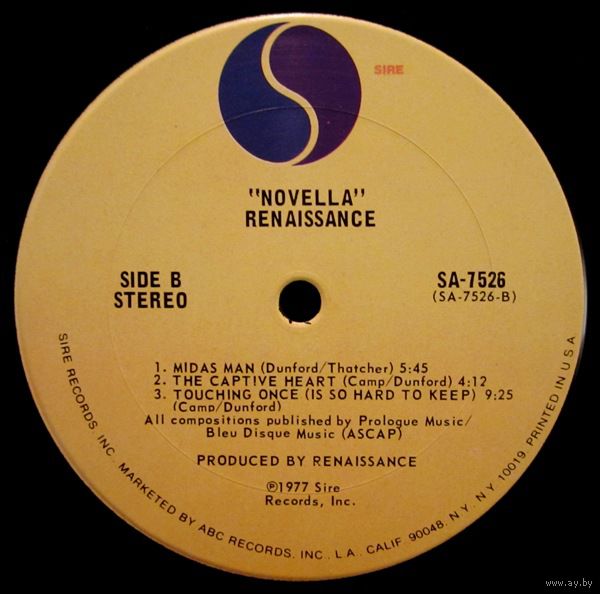 SIRE
"NOVELLA"
RENAISSANCE
SIDE B
STEREO
SA-7526
(SA-7526-B)
1. MIDAS MAN (Dunford/Thatcher) 5:45
2. THE CAPTIVE HEART (Camp/Dunford) 4:12
3. TOUCHING ONCE (IS SO HARD TO KEEP) 9:25
(Camp/Dunford)
All compositions published by Prologue Music/
Bleu Disque Music (ASCAP)
PRODUCED BY RENAISSANCE
℗1977 Sire
Records, Inc.
SIRE RECORDS, INC. MARKETED BY ABC RECORDS, INC., L.A., CALIF. 90048. N.Y., N.Y. 10019. PRINTED IN U S A
www.ay.by